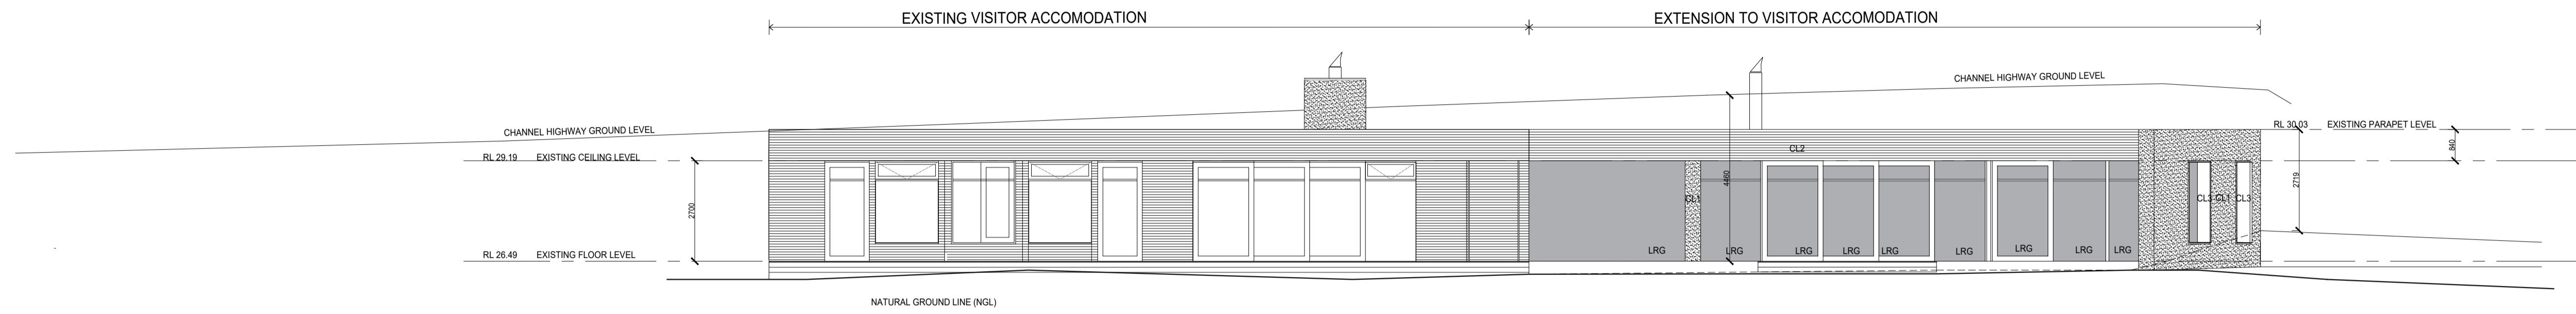 EXISTING VISITOR ACCOMODATION
EXTENSION TO VISITOR ACCOMODATION
CHANNEL HIGHWAY GROUND LEVEL
CHANNEL HIGHWAY GROUND LEVEL
RL 30.03 EXISTING PARAPET LEVEL
RL 29.19 EXISTING CEILING LEVEL
CL2
840
2700
4460
2719
CL1
CL3 CL1 CL3
RL 26.49 EXISTING FLOOR LEVEL
LRG LRG LRG LRG LRG LRG LRG LRG LRG
NATURAL GROUND LINE (NGL)